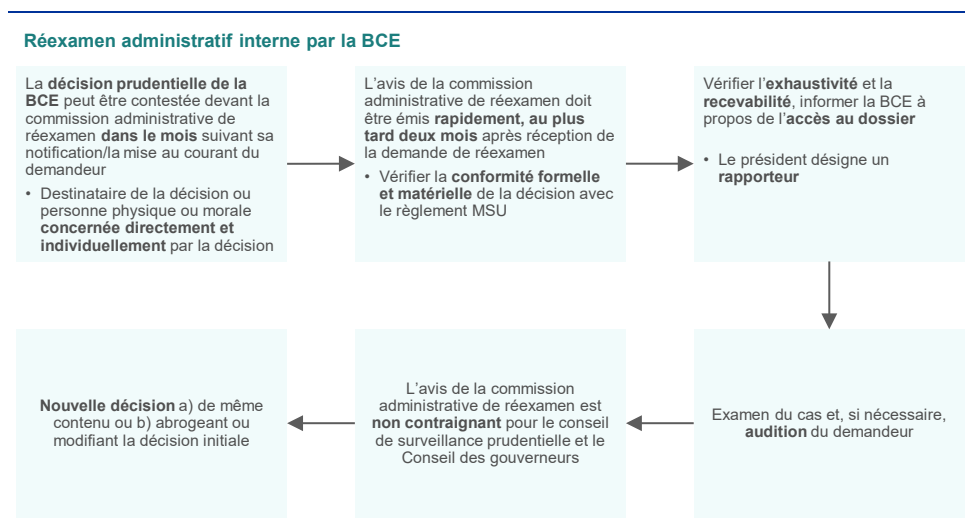 Réexamen administratif interne par la BCE
La décision prudentielle de la
BCE peut être contestée devant la
commission administrative de
réexamen dans le mois suivant sa
notification/la mise au courant du
demandeur
• Destinataire de la décision ou
personne physique ou morale
concernée directement et
individuellement par la décision
L'avis de la commission
administrative de réexamen doit
être émis rapidement, au plus
tard deux mois après réception de
la demande de réexamen
• Vérifier la conformité formelle
et matérielle de la décision avec
le règlement MSU
Vérifier l'exhaustivité et la
recevabilité, informer la BCE à
propos de l'accès au dossier
• Le président désigne un
rapporteur
Examen du cas et, si nécessaire,
audition du demandeur
L'avis de la commission
administrative de réexamen est
non contraignant pour le conseil
de surveillance prudentielle et le
Conseil des gouverneurs
Nouvelle décision a) de même
contenu ou b) abrogeant ou
modifiant la décision initiale